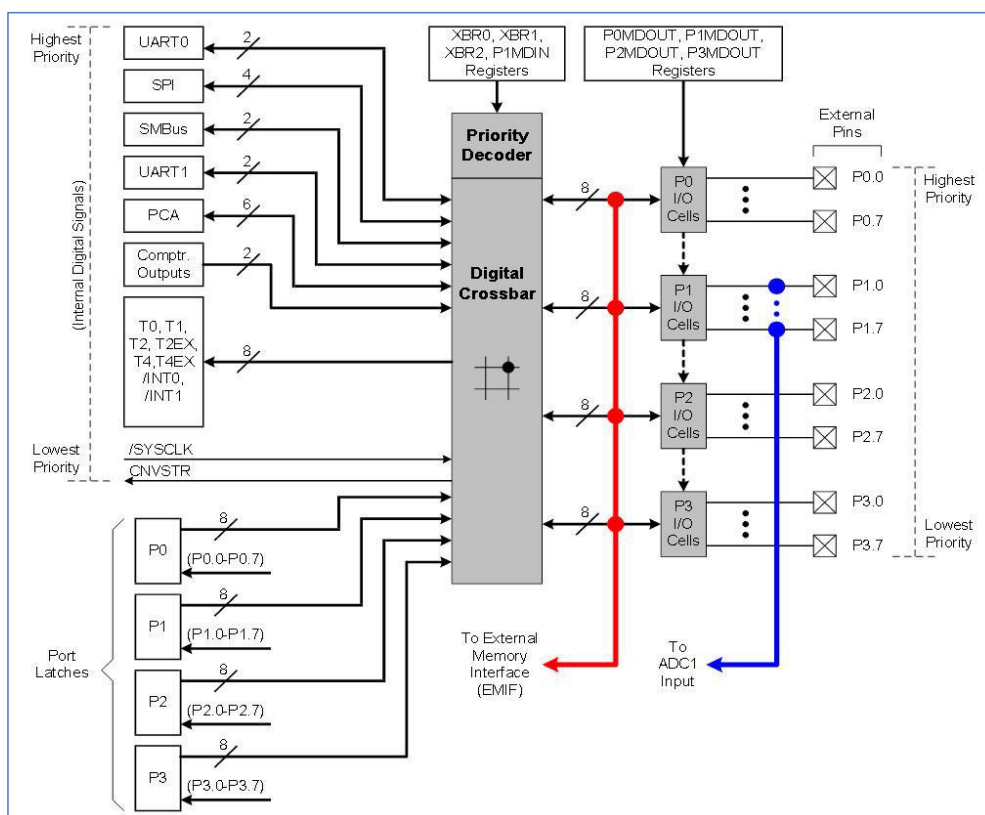 Highest
Priority
(Internal Digital Signals)
Lowest
Priority
UART0
2
SPI
4
SMBus
2
UART1
2
PCA
6
Comptr.
Outputs
2
T0, T1,
T2, T2EX,
T4,T4EX
/INT0,
/INT1
8
/SYSCLK
CNVSTR
Port
Latches
P0
8
(P0.0-P0.7)
P1
8
(P1.0-P1.7)
P2
8
(P2.0-P2.7)
P3
8
(P3.0-P3.7)
XBR0, XBR1,
XBR2, P1MDIN
Registers
Priority
Decoder
Digital
Crossbar
8
8
8
8
To External
Memory
Interface
(EMIF)
P0MDOUT, P1MDOUT,
P2MDOUT, P3MDOUT
Registers
P0
I/O
Cells
P1
I/O
Cells
P2
I/O
Cells
P3
I/O
Cells
To
ADC1
Input
External
Pins
P0.0
P0.7
P1.0
P1.7
P2.0
P2.7
P3.0
P3.7
Highest
Priority
Lowest
Priority